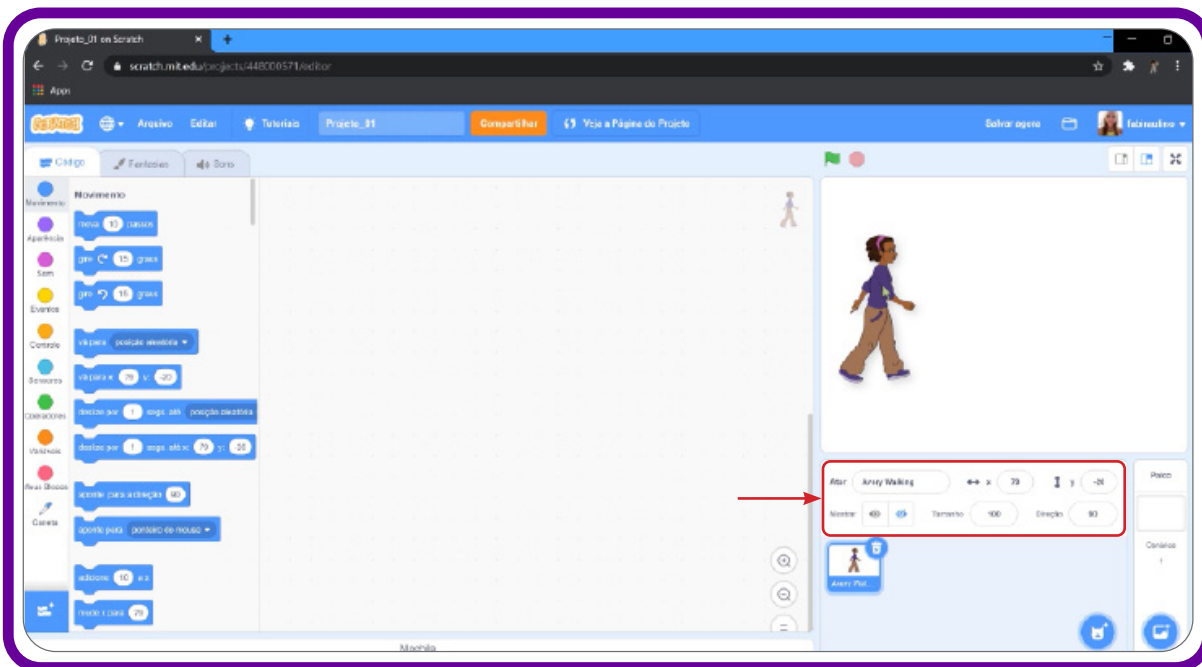 Projeto_01 on Scratch
scratch.mit.edu/projects/448000571/editor
Apps
SCRATCH
Arquivo
Editar
Tutoriais
Projeto_01
Compartilhar
Veja a Página do Projeto
Salvar agora
Código
Fantasias
Sons
Movimento
Movimento
Aparência
Som
Eventos
Controle
Sensores
Operadores
Variáveis
Meus Blocos
Caneta
mova 10 passos
gire 15 graus
gire 15 graus
vá para posição aleatória
vá para x: 79 y:
deslize por 1 segs. até posição aleatória
deslize por 1 segs. até x: 79 y:
aponte para a direção 90
aponte para ponteiro do mouse
adicione 10 a x
mude x para 79
Ator Avery Walking x 79 y
Mostrar Tamanho 100 Direção 90
Avery Wal...
Palco
Cenários
1
Mochila